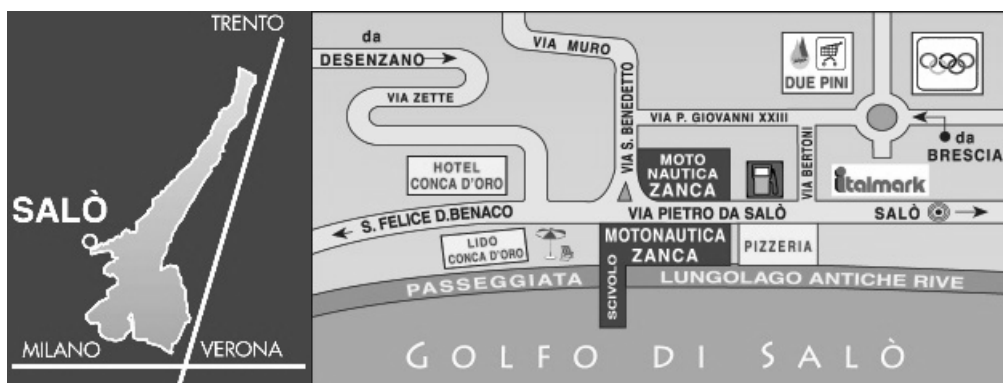 TRENTO
SALÒ
MILANO
VERONA
da
DESENZANO
VIA ZETTE
VIA MURO
VIA S. BENEDETTO
DUE PINI
VIA P. GIOVANNI XXIII
da
BRESCIA
VIA BERTONI
HOTEL
CONCA D'ORO
MOTO
NAUTICA
ZANCA
italmark
S. FELICE D.BENACO
VIA PIETRO DA SALÒ
SALÒ
LIDO
CONCA D'ORO
MOTONAUTICA
ZANCA
PIZZERIA
SCIVOLO
PASSEGGIATA
LUNGOLAGO ANTICHE RIVE
GOLFO DI SALÒ